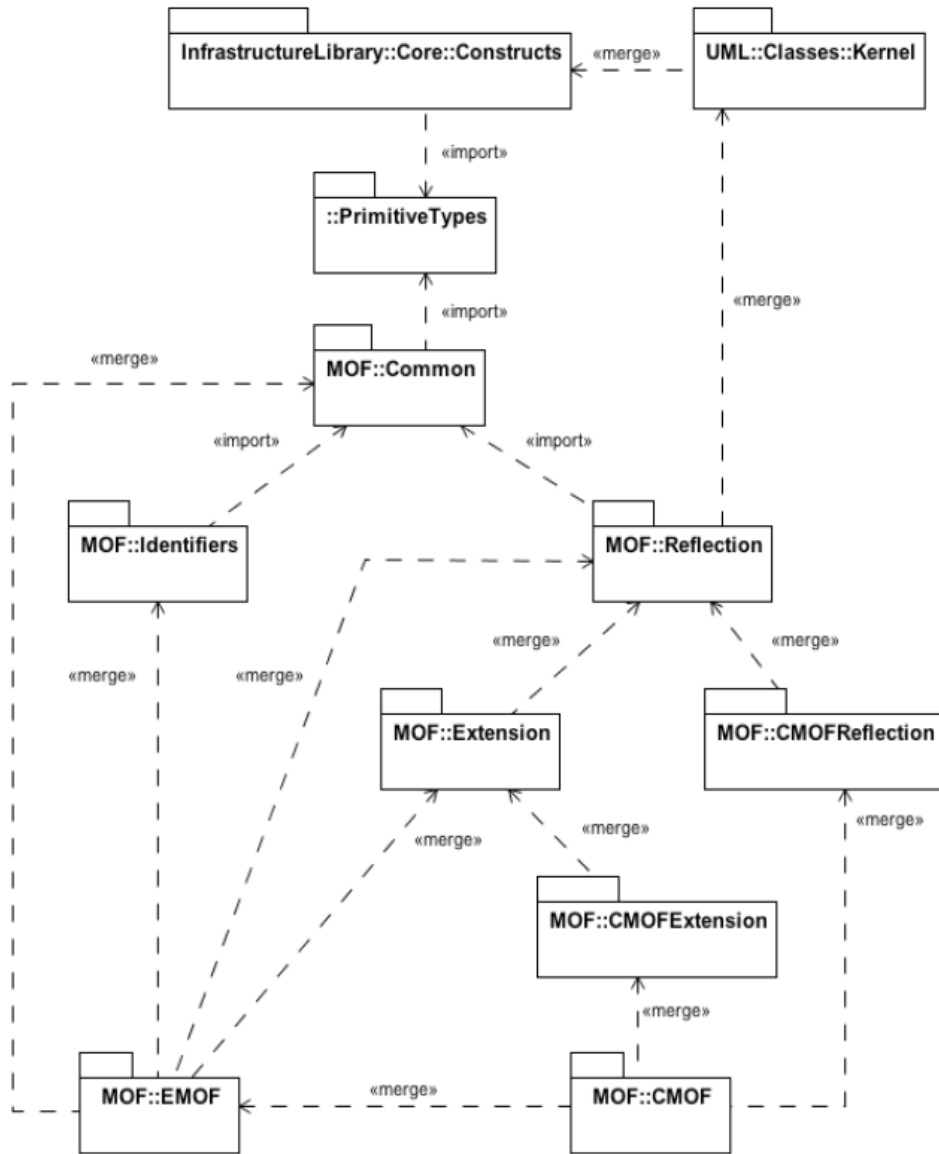 InfrastructureLibrary::Core::Constructs
«merge»
UML::Classes::Kernel
«import»
::PrimitiveTypes
«import»
«merge»
«merge»
MOF::Common
«import»
«import»
MOF::Identifiers
MOF::Reflection
«merge»
«merge»
«merge»
«merge»
MOF::Extension
MOF::CMOFReflection
«merge»
«merge»
«merge»
MOF::CMOFExtension
«merge»
MOF::EMOF
«merge»
MOF::CMOF